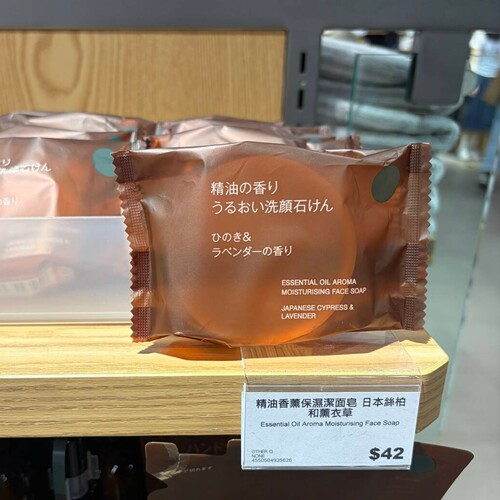 精油の香り
うるおい洗顔石けん
ひのき&
ラベンダーの香り
ESSENTIAL OIL AROMA
MOISTURISING FACE SOAP
JAPANESE CYPRESS &
LAVENDER
精油香薰保濕潔面皂 日本絲柏
和薰衣草
Essential Oil Aroma Moisturising Face Soap
OTHER O
NONE
4550584935626
$42